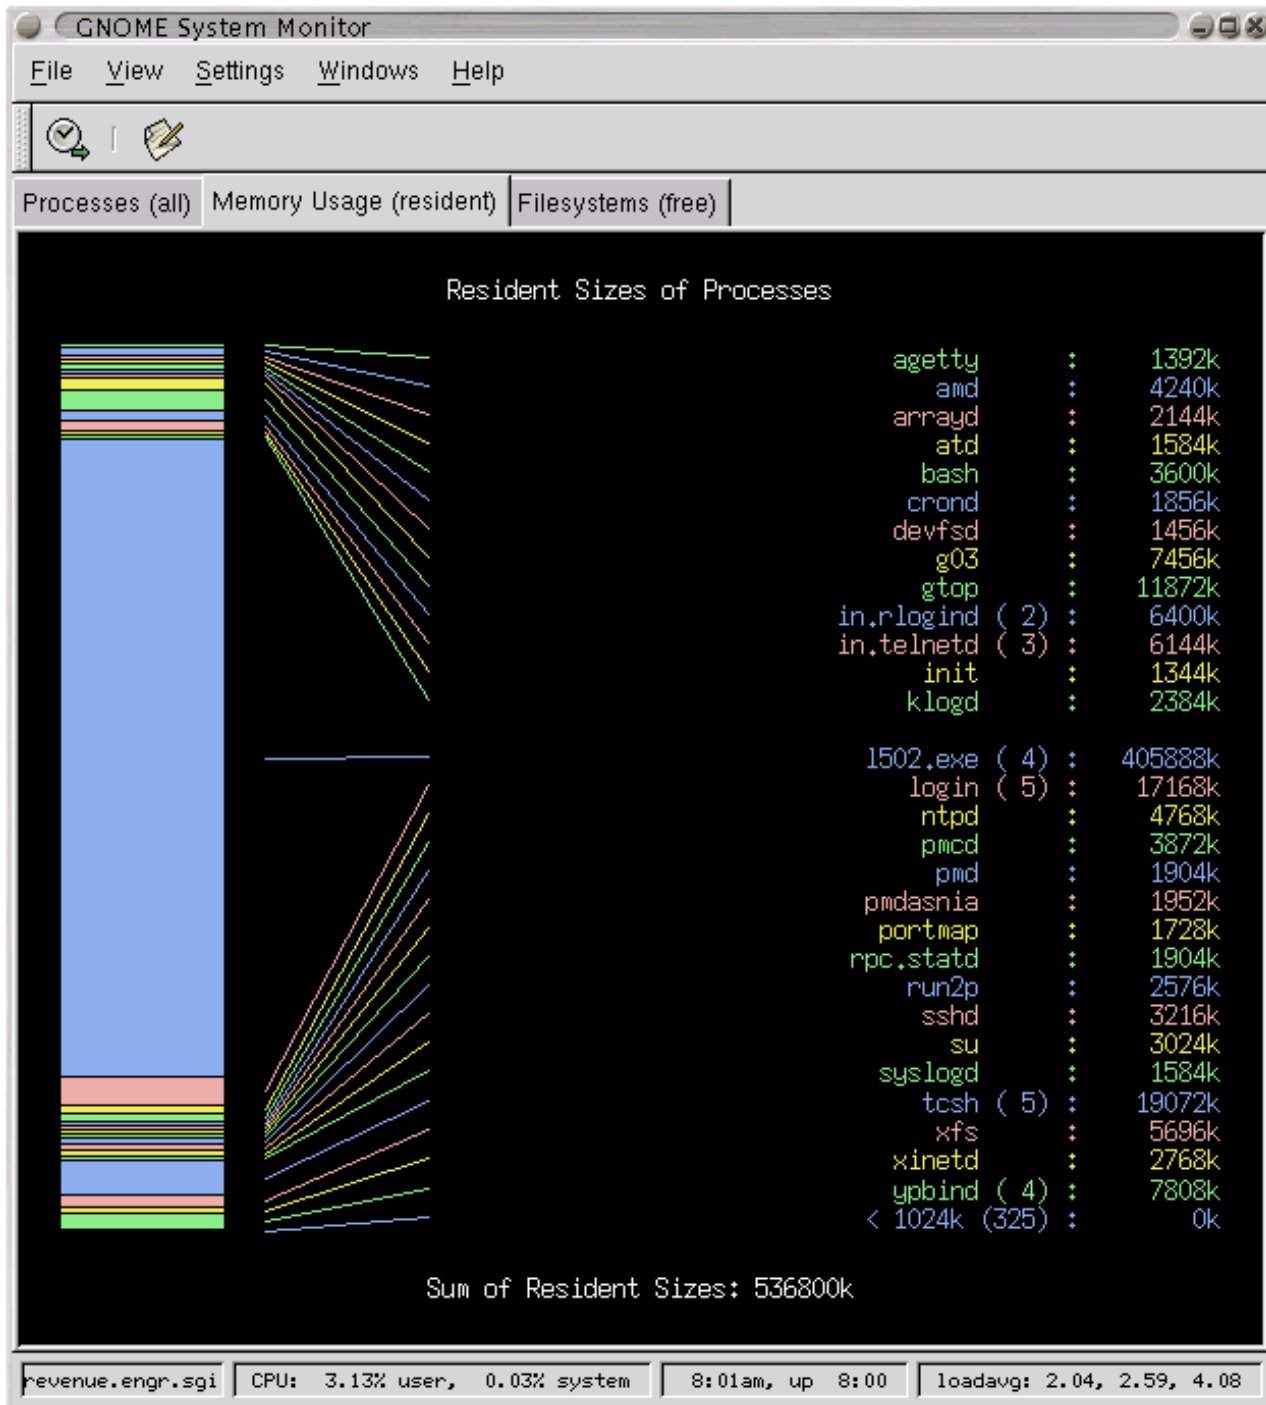 GNOME System Monitor
File View Settings Windows Help
Processes (all) Memory Usage (resident) Filesystems (free)
Resident Sizes of Processes
agetty : 1392k
amd : 4240k
arrayd : 2144k
atd : 1584k
bash : 3600k
crond : 1856k
devfsd : 1456k
g03 : 7456k
gtop : 11872k
in.rlogind ( 2) : 6400k
in.telnetd ( 3) : 6144k
init : 1344k
klogd : 2384k
l502.exe ( 4) : 405888k
login ( 5) : 17168k
ntpd : 4768k
pmcd : 3872k
pmd : 1904k
pmdasnia : 1952k
portmap : 1728k
rpc.statd : 1904k
run2p : 2576k
sshd : 3216k
su : 3024k
syslogd : 1584k
tcsh ( 5) : 19072k
xfs : 5696k
xinetd : 2768k
ypbind ( 4) : 7808k
< 1024k (325) : 0k
Sum of Resident Sizes: 536800k
revenue.engr.sgi CPU: 3.13% user, 0.03% system 8:01am, up 8:00 loadavg: 2.04, 2.59, 4.08